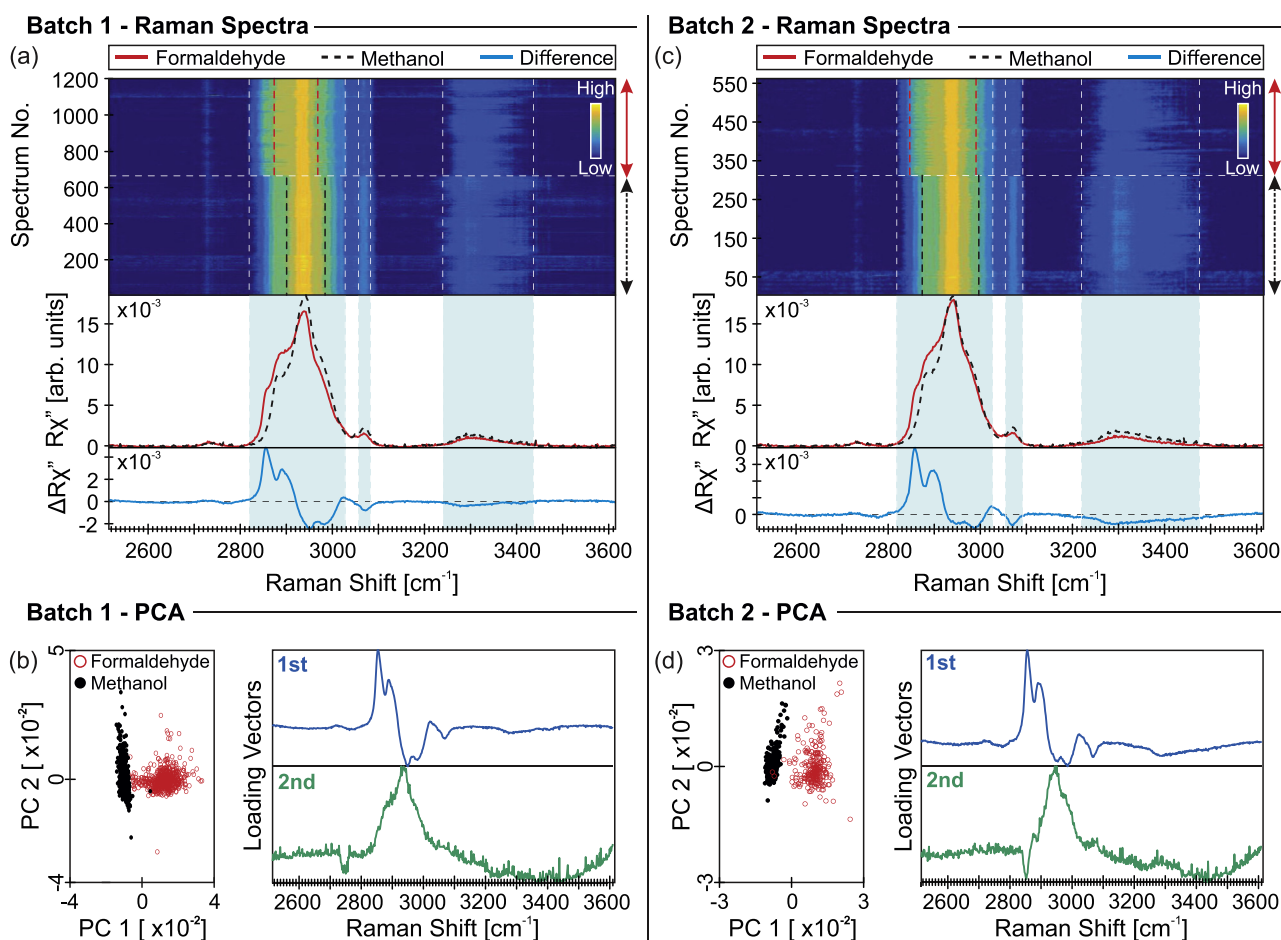 Batch 1 - Raman Spectra
(a)
Formaldehyde Methanol Difference
Spectrum No.
1200
1000
800
600
400
200
High
Low
x10⁻³
Rχ” [arb. units]
15
10
5
0
x10⁻³
ΔRχ”
2
0
-2
2600 2800 3000 3200 3400 3600
Raman Shift [cm⁻¹]
Batch 2 - Raman Spectra
(c)
Formaldehyde Methanol Difference
Spectrum No.
550
450
350
250
150
50
High
Low
x10⁻³
Rχ” [arb. units]
15
10
5
0
x10⁻³
ΔRχ”
3
0
2600 2800 3000 3200 3400 3600
Raman Shift [cm⁻¹]
Batch 1 - PCA
(b)
Formaldehyde
Methanol
PC 2 [ x10⁻²]
5
0
-4
-4 0 4
PC 1 [ x10⁻²]
Loading Vectors
1st
2nd
2600 2800 3000 3200 3400 3600
Raman Shift [cm⁻¹]
Batch 2 - PCA
(d)
Formaldehyde
Methanol
PC 2 [ x10⁻²]
3
0
-3
-3 0 3
PC 1 [ x10⁻²]
Loading Vectors
1st
2nd
2600 2800 3000 3200 3400 3600
Raman Shift [cm⁻¹]